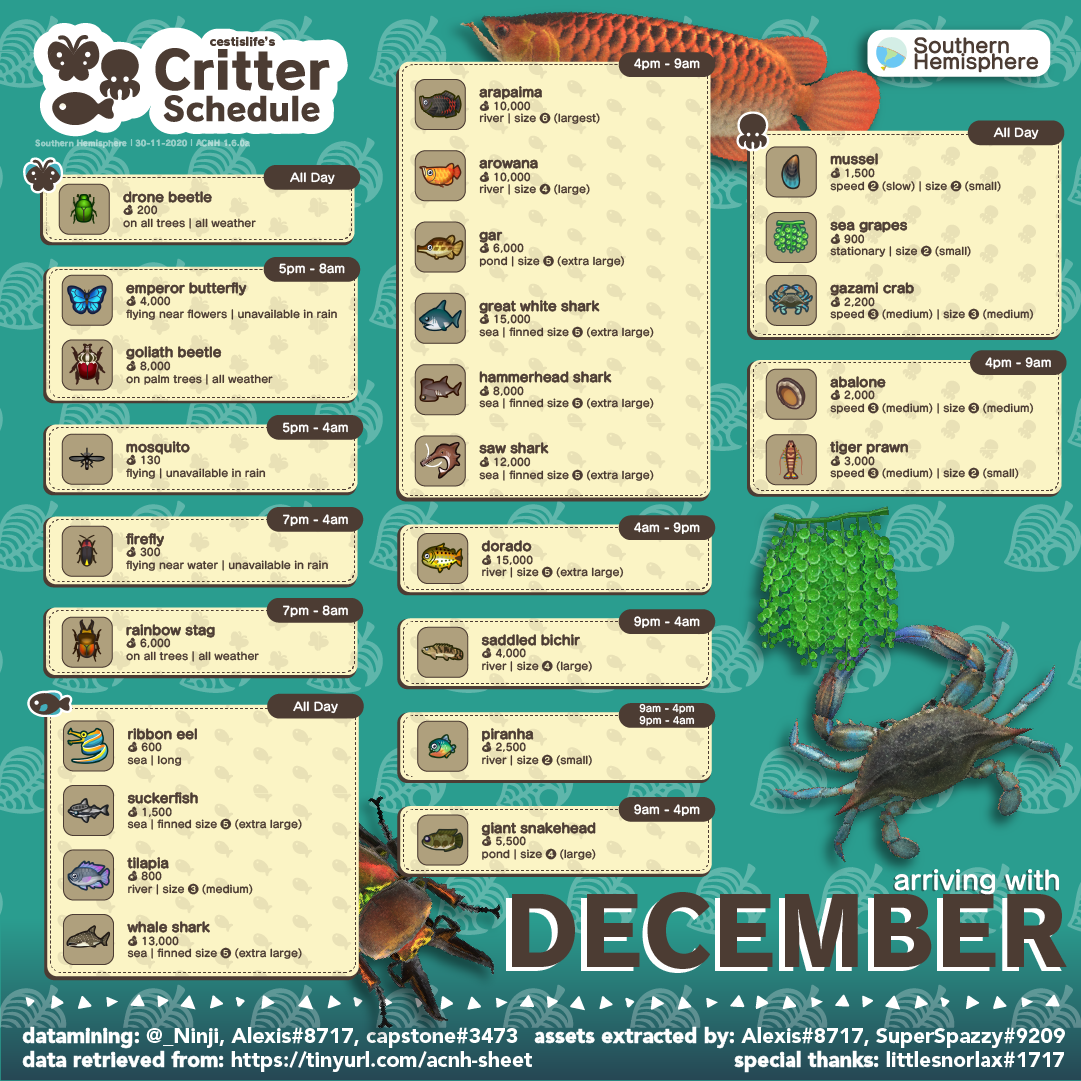 cestislife's
Critter
Schedule
Southern Hemisphere | 30-11-2020 | ACNH 1.6.0a
Southern
Hemisphere
All Day
drone beetle
200
on all trees | all weather
5pm - 8am
emperor butterfly
4,000
flying near flowers | unavailable in rain
goliath beetle
8,000
on palm trees | all weather
5pm - 4am
mosquito
130
flying | unavailable in rain
7pm - 4am
firefly
300
flying near water | unavailable in rain
7pm - 8am
rainbow stag
6,000
on all trees | all weather
All Day
ribbon eel
600
sea | long
suckerfish
1,500
sea | finned size 5 (extra large)
tilapia
800
river | size 3 (medium)
whale shark
13,000
sea | finned size 5 (extra large)
4pm - 9am
arapaima
10,000
river | size 6 (largest)
arowana
10,000
river | size 4 (large)
gar
6,000
pond | size 5 (extra large)
great white shark
15,000
sea | finned size 5 (extra large)
hammerhead shark
8,000
sea | finned size 5 (extra large)
saw shark
12,000
sea | finned size 5 (extra large)
4am - 9pm
dorado
15,000
river | size 5 (extra large)
9pm - 4am
saddled bichir
4,000
river | size 4 (large)
9am - 4pm
9pm - 4am
piranha
2,500
river | size 2 (small)
9am - 4pm
giant snakehead
5,500
pond | size 4 (large)
All Day
mussel
1,500
speed 2 (slow) | size 2 (small)
sea grapes
900
stationary | size 2 (small)
gazami crab
2,200
speed 3 (medium) | size 3 (medium)
4pm - 9am
abalone
2,000
speed 3 (medium) | size 3 (medium)
tiger prawn
3,000
speed 3 (medium) | size 2 (small)
arriving with
DECEMBER
datamining: @_Ninji, Alexis#8717, capstone#3473 assets extracted by: Alexis#8717, SuperSpazzy#9209
data retrieved from: https://tinyurl.com/acnh-sheet special thanks: littlesnorlax#1717